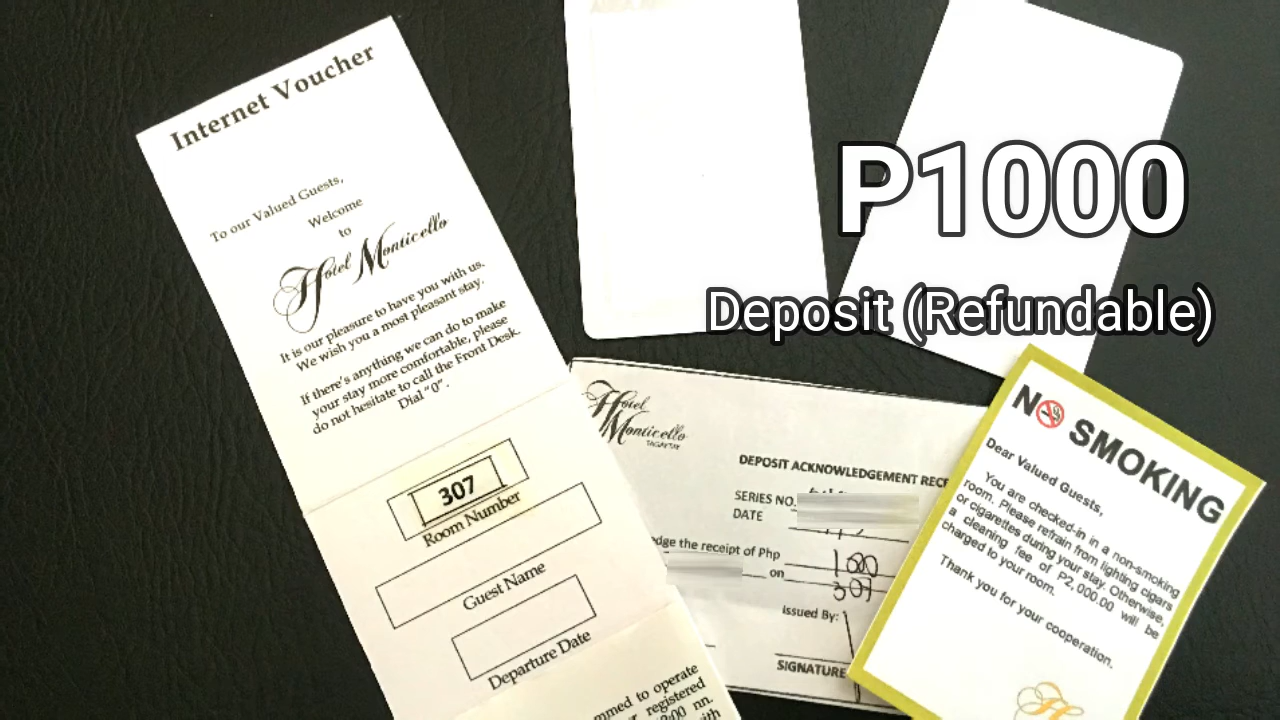 Internet Voucher
To our Valued Guests,
Welcome
to
Hotel Monticello
It is our pleasure to have you with us.
We wish you a most pleasant stay.
If there's anything we can do to make
your stay more comfortable, please
do not hesitate to call the Front Desk.
Dial "0".
307
Room Number
Guest Name
Departure Date
to operate
registered
nn.
P1000
Deposit (Refundable)
Hotel
Monticello
TAGAYTAY
DEPOSIT ACKNOWLEDGEMENT
SERIES NO.
DATE
the receipt of Php
on
307
Issued By:
SIGNATURE
NO SMOKING
Dear Valued Guests,
You are checked-in in a non-smoking
room. Please refrain from lighting cigars
or cigarettes during your stay. Otherwise,
a cleaning fee of P2,000.00 will be
charged to your room.
Thank you for your cooperation.